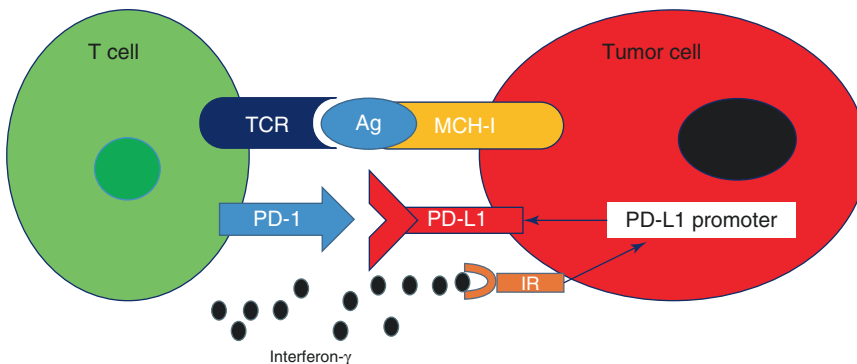 T cell
Tumor cell
TCR
Ag
MCH-I
PD-1
PD-L1
PD-L1 promoter
IR
Interferon-γ